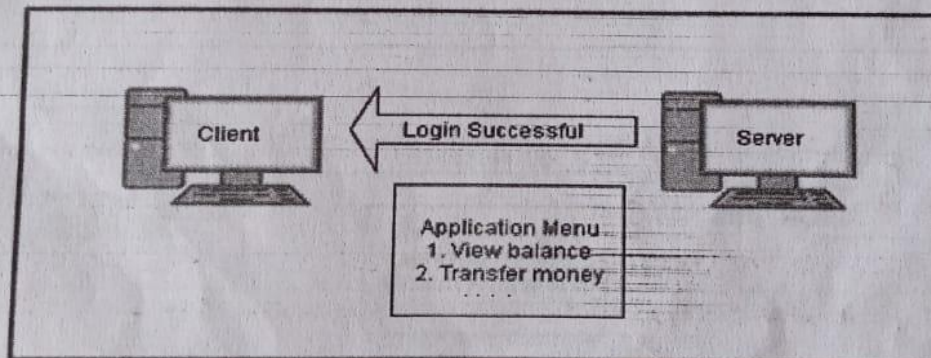 Client
Login Successful
Server
Application Menu
1. View balance
2. Transfer money
. . . .